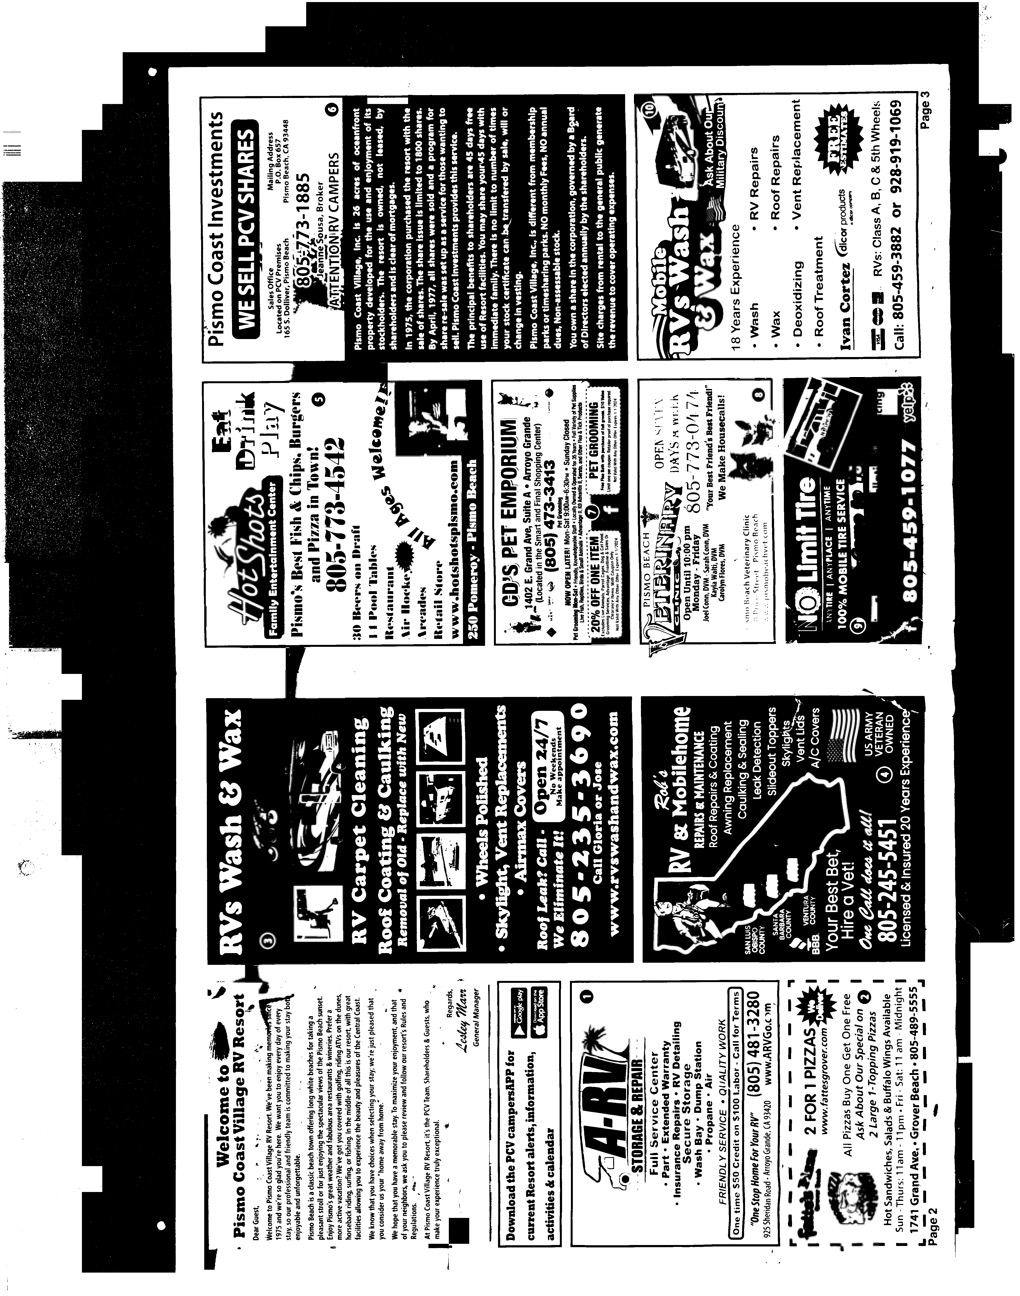 Welcome to
Pismo Coast Village RV Resort
Dear Guest,
Welcome to Pismo Coast Village RV Resort. We've been making memories since
1975 and we're so glad you're here. We want you to enjoy every day of every
stay, so our professional and friendly team is committed to making your stay both
enjoyable and unforgettable.
Pismo Beach is a classic beach town offering long white beaches for taking a
pleasant stroll or for just enjoying the spectacular views of the Pismo Beach sunset.
Enjoy Pismo's great weather and fabulous area restaurants & wineries. Prefer a
more active vacation? We've got you covered with golfing, riding ATVs on the dunes,
horseback riding, surfing, or fishing. In the middle of all this is our resort, with great
facilities allowing you to experience the beauty and pleasures of the Central Coast.
We know that you have choices when selecting your stay; we're just pleased that
you consider us your "home away from home."
We hope that you have a memorable stay. To maximize your enjoyment, and that
of your neighbors, we ask you to please review and follow our resort's Rules and
Regulations.
At Pismo Coast Village RV Resort, it's the PCV Team, Shareholders & Guests, who
make your experience truly exceptional.
Regards,
Lesley Marr
General Manager
Download the PCV campersAPP for
current Resort alerts, information,
activities & calendar
Google play
App Store
1
A-RV
STORAGE & REPAIR
Full Service Center
• Part • Extended Warranty
• Insurance Repairs • RV Detailing
Secure Storage
• Wash Bay • Dump Station
• Propane • Air
FRIENDLY SERVICE • QUALITY WORK
One time $50 Credit on $100 Labor - Call for Terms
"One Stop Home For Your RV" (805) 481-3280
925 Sheridan Road - Arroyo Grande, CA 93420 www.ARVGo.com
2 FOR 1 PIZZAS
We Deliver
www.fattesgrover.com
All Pizzas Buy One Get One Free
Ask About Our Special on
2 Large 1-Topping Pizzas 2
Hot Sandwiches, Salads & Buffalo Wings Available
Sun - Thurs: 11am - 11pm • Fri - Sat: 11 am - Midnight
1741 Grand Ave. • Grover Beach • 805-489-5555
Page 2
RVs Wash & Wax
3
RV Carpet Cleaning
Roof Coating & Caulking
Removal of Old - Replace with New
• Wheels Polished
• Skylight, Vent Replacements
• Airmax Covers
Roof Leak? Call -
We Eliminate It!
Open 24/7
No Weekends
Make appointment
805-235-3690
Call Gloria or Jose
www.rvswashandwax.com
Rob's
RV & Mobilehome
REPAIRS & MAINTENANCE
Roof Repairs & Coating
Awning Replacement
Caulking & Sealing
Leak Detection
Slideout Toppers
Skylights
Vent Lids
A/C Covers
SAN LUIS
OBISPO
COUNTY
SANTA
BARBARA
COUNTY
VENTURA
COUNTY
BBB
Your Best Bet,
Hire a Vet!
US ARMY
VETERAN
OWNED
4
One Call does it all!
805-245-5451
Licensed & Insured 20 Years Experience
Hot Shots
Family Entertainment Center
Eat
Drink
Play
Pismo's Best Fish & Chips, Burgers
and Pizza in Town!
5
805-773-4542
30 Beers on Draft
11 Pool Tables
Restaurant
Air Hockey
Arcades
Retail Store
All Ages Welcome!!
www.hotshotspismo.com
250 Pomeroy - Pismo Beach
CD'S PET EMPORIUM
1402 E. Grand Ave, Suite A • Arroyo Grande
(Located in the Smart and Final Shopping Center)
(805) 473-3413
Pet Grooming
NOW OPEN LATER! Mon-Sat 9:00am-6:30pm • Sunday Closed
20% OFF ONE ITEM
7
PET GROOMING
PISMO BEACH
VETERINARY
OPEN SEVEN
DAYS A WEEK
Open Until 10:00 pm
Monday - Friday
805-773-0474
Joel Conn, DVM • Sarah Conn, DVM
Carolyn Flores, DVM
"Your Best Friend's Best Friend!"
We Make Housecalls!
8
Beach Veterinary Clinic
NO Limit Tire
ANYTIRE ANYPLACE ANYTIME
100% MOBILE TIRE SERVICE
9
805-459-1077
yelp
Pismo Coast Investments
WE SELL PCV SHARES
Sales Office
Located on PCV Premises
165 S. Dolliver, Pismo Beach
Mailing Address
P.O. Box 657
Pismo Beach, CA 93448
805-773-1885
Jeanne Sousa, Broker
ATTENTION RV CAMPERS
6
Pismo Coast Village, Inc. is 26 acres of oceanfront
property developed for the use and enjoyment of its
stockholders. The resort is owned, not leased, by
shareholders and is clear of mortgages.
In 1975, the corporation purchased the resort with the
sale of shares. The share issue is limited to 1800 shares.
By April, 1977, all shares were sold and a program for
share re-sale was set up as a service for those wanting to
sell. Pismo Coast Investments provides this service.
The principal benefits to shareholders are 45 days free
use of Resort facilities. You may share your 45 days with
immediate family. There is no limit to number of times
your stock certificate can be transfered by sale, will or
change in vesting.
Pismo Coast Village, Inc., is different from membership
parks or timesharing parks. NO monthly Fees, NO annual
dues, Non-assessable stock.
You own a share in the corporation, governed by a Board
of Directors elected annually by the shareholders.
Site charges from rental to the general public generate
the revenue to cover operating expenses.
Mobile
RVs Wash
& Wax
10
Ask About Our
Military Discount
18 Years Experience
• Wash
• Wax
• Deoxidizing
• Roof Treatment
• RV Repairs
• Roof Repairs
• Vent Replacement
Ivan Cortez
dicor products
FREE
ESTIMATES
VISA
RVs: Class A, B, C & 5th Wheels
Call: 805-459-3882 or 928-919-1069
Page 3